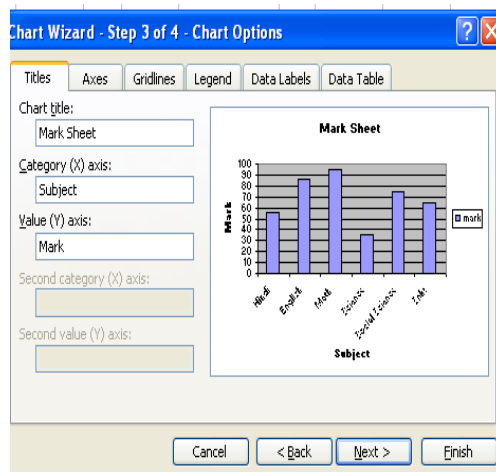 Chart Wizard - Step 3 of 4 - Chart Options
Titles Axes Gridlines Legend Data Labels Data Table
Chart title:
Mark Sheet
Category (X) axis:
Subject
Value (Y) axis:
Mark
Second category (X) axis:
Second value (Y) axis:
Mark Sheet
100
90
80
70
60
50
40
30
20
10
0
Mark
Hindi English Math Science Social Science
Subject
mark
Cancel < Back Next > Finish